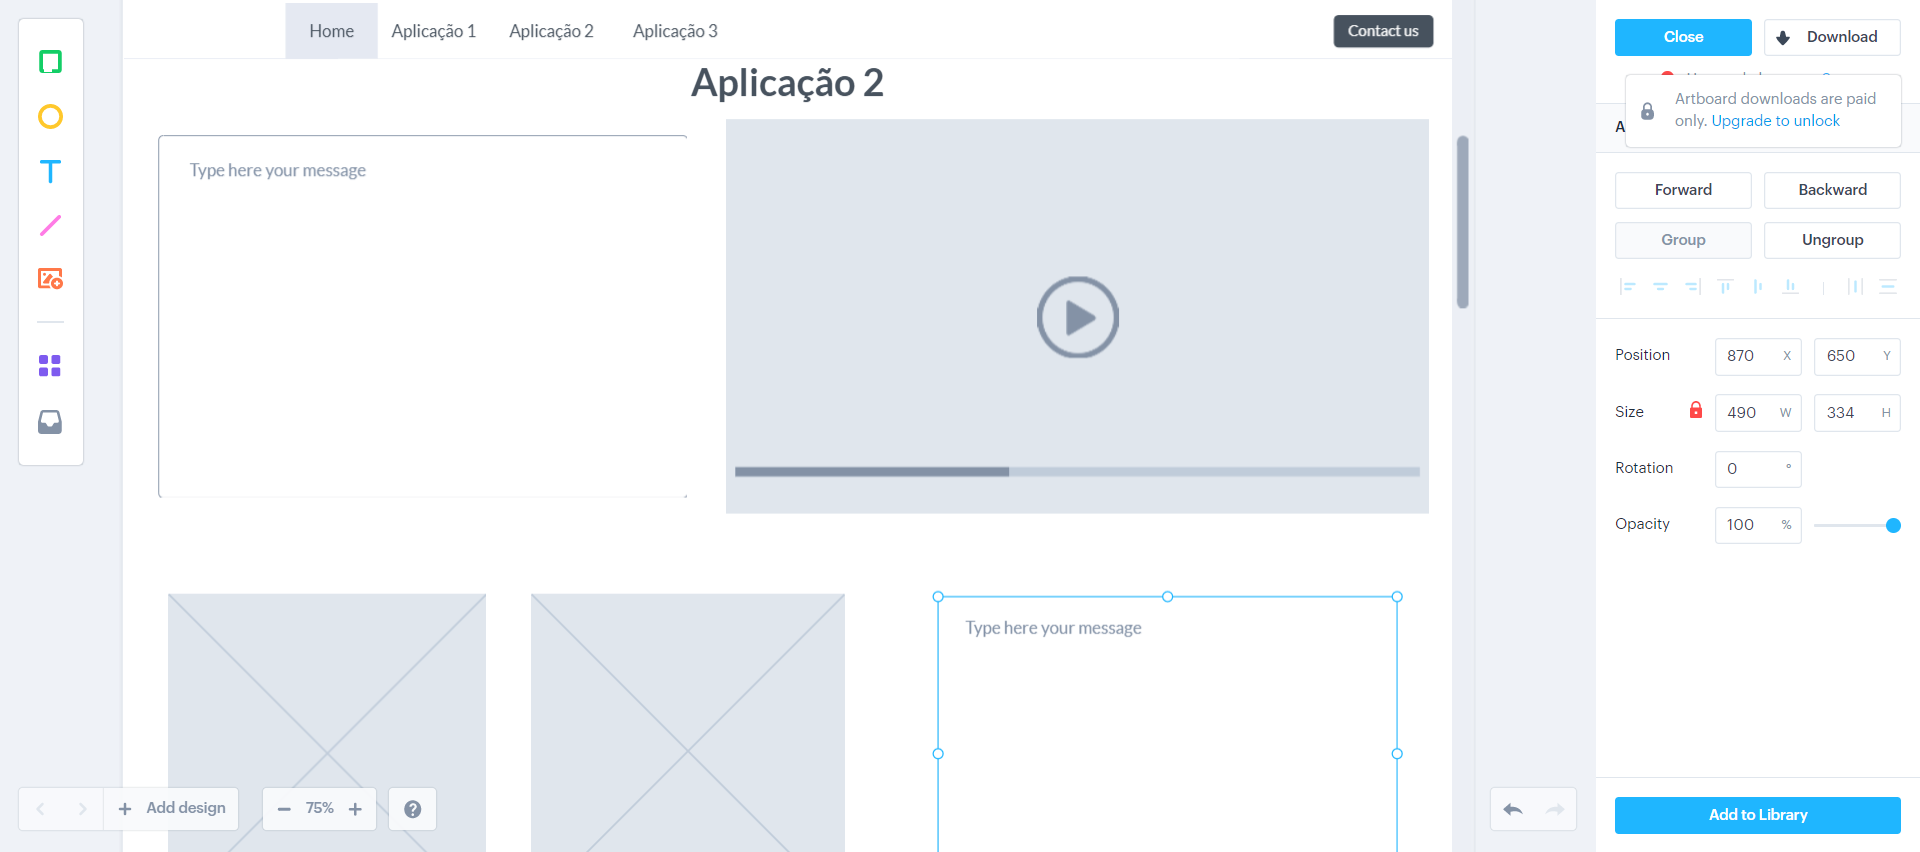 Home Aplicação 1 Aplicação 2 Aplicação 3 Contact us
Aplicação 2
Type here your message
Type here your message
T
Add design
75%
Close Download
Artboard downloads are paid
only. Upgrade to unlock
A
Forward Backward
Group Ungroup
Position 870 X 650 Y
Size 490 W 334 H
Rotation 0 °
Opacity 100 %
Add to Library